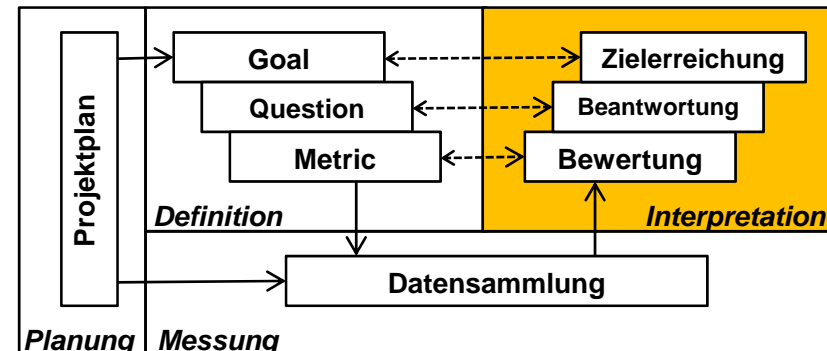 Projektplan
Goal
Zielerreichung
Question
Beantwortung
Metric
Bewertung
Definition
Interpretation
Datensammlung
Planung
Messung